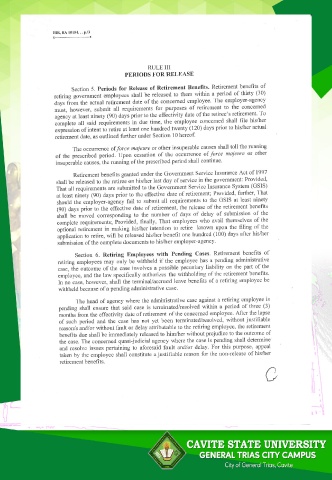 IRR, RA 10154 ... p/3
RULE III
PERIODS FOR RELEASE
Section 5. Periods for Release of Retirement Benefits. Retirement benefits of
retiring government employees shall be released to them within a period of thirty (30)
days from the actual retirement date of the concerned employee. The employer-agency
must, however, submit all requirements for purposes of retirement to the concerned
agency at least ninety (90) days prior to the effectivity date of the retiree's retirement. To
complete all said requirements in due time, the employee concerned shall file his/her
expression of intent to retire at least one hundred twenty (120) days prior to his/her actual
retirement date, as outlined further under Section 10 hereof.
The occurrence of force majeure or other insuperable causes shall toll the running
of the prescribed period. Upon cessation of the occurrence of force majeure or other
insuperable causes, the running of the prescribed period shall continue.
Retirement benefits granted under the Government Service Insurance Act of 1997
shall be released to the retiree on his/her last day of service in the government: Provided,
That all requirements are submitted to the Government Service Insurance System (GSIS)
at least ninety (90) days prior to the effective date of retirement; Provided, further, That
should the employer-agency fail to submit all requirements to the GSIS at least ninety
(90) days prior to the effective date of retirement, the release of the retirement benefits
shall be moved corresponding to the number of days of delay of submission of the
complete requirements; Provided, finally, That employees who avail themselves of the
optional retirement in making his/her intention to retire known upon the filing of the
application to retire, will be released his/her benefit one hundred (100) days after his/her
submission of the complete documents to his/her employer-agency.
Section 6. Retiring Employees with Pending Cases. Retirement benefits of
retiring employees may only be withheld if the employee has a pending administrative
case, the outcome of the case involves a possible pecuniary liability on the part of the
employee, and the law specifically authorizes the withholding of the retirement benefits.
In no case, however, shall the terminal/accrued leave benefits of a retiring employee be
withheld because of a pending administrative case.
The head of agency where the administrative case against a retiring employee is
pending shall ensure that said case is terminated/resolved within a period of three (3)
months from the effectivity date of retirement of the concerned employee. After the lapse
of such period and the case has not yet been terminated/resolved, without justifiable
reason/s and/or without fault or delay attributable to the retiring employee, the retirement
benefits due shall be immediately released to him/her without prejudice to the outcome of
the case. The concerned quasi-judicial agency where the case is pending shall determine
and resolve issues pertaining to aforesaid fault and/or delay. For this purpose, appeal
taken by the employee shall constitute a justifiable reason for the non-release of his/her
retirement benefits.
CAVITE STATE UNIVERSITY
GENERAL TRIAS CITY CAMPUS
City of General Trias, Cavite